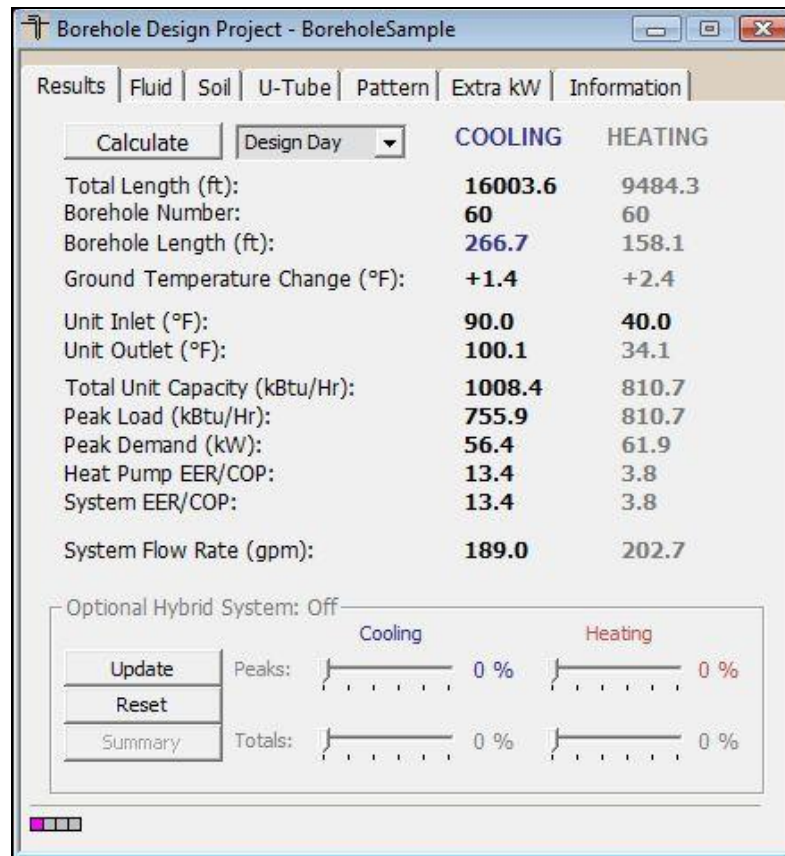 Borehole Design Project - BoreholeSample
Results Fluid Soil U-Tube Pattern Extra kW Information
Calculate Design Day COOLING HEATING
Total Length (ft): 16003.6 9484.3
Borehole Number: 60 60
Borehole Length (ft): 266.7 158.1
Ground Temperature Change (°F): +1.4 +2.4
Unit Inlet (°F): 90.0 40.0
Unit Outlet (°F): 100.1 34.1
Total Unit Capacity (kBtu/Hr): 1008.4 810.7
Peak Load (kBtu/Hr): 755.9 810.7
Peak Demand (kW): 56.4 61.9
Heat Pump EER/COP: 13.4 3.8
System EER/COP: 13.4 3.8
System Flow Rate (gpm): 189.0 202.7
Optional Hybrid System: Off
Cooling Heating
Update Peaks: 0 % 0 %
Reset
Summary Totals: 0 % 0 %